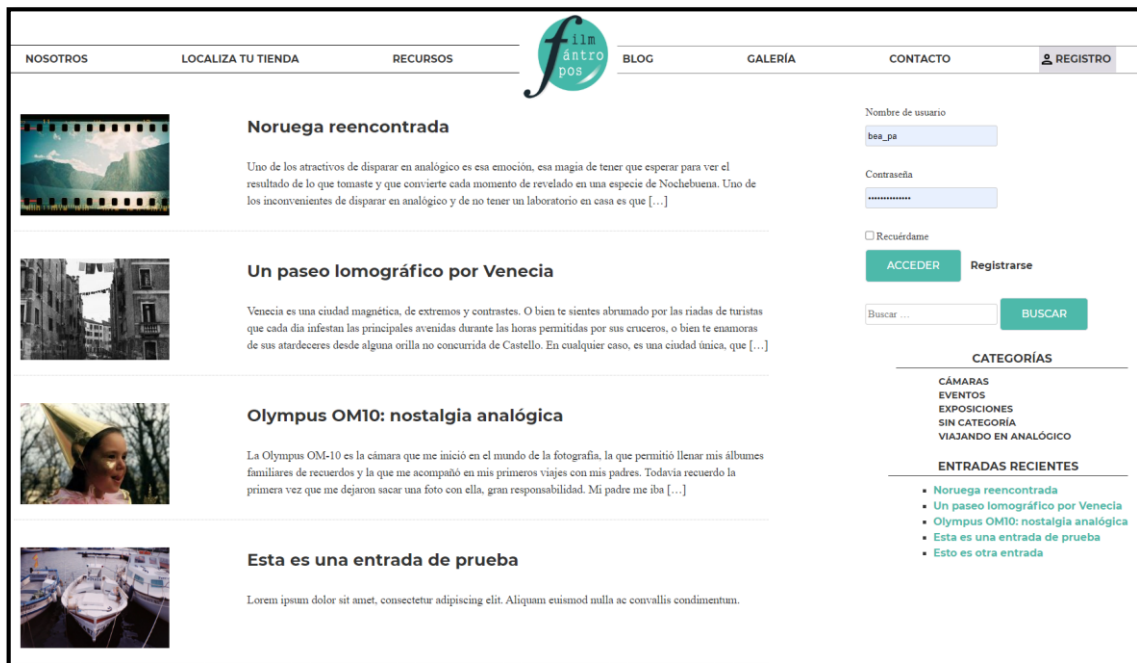 NOSOTROS
LOCALIZA TU TIENDA
RECURSOS
film
ántro
pos
BLOG
GALERÍA
CONTACTO
REGISTRO
Noruega reencontrada
Uno de los atractivos de disparar en analógico es esa emoción, esa magia de tener que esperar para ver el
resultado de lo que tomaste y que convierte cada momento de revelado en una especie de Nochebuena. Uno de
los inconvenientes de disparar en analógico y de no tener un laboratorio en casa es que […]
Un paseo lomográfico por Venecia
Venecia es una ciudad magnética, de extremos y contrastes. O bien te sientes abrumado por las riadas de turistas
que cada día infestan las principales avenidas durante las horas permitidas por sus cruceros, o bien te enamoras
de sus atardeceres desde alguna orilla no concurrida de Castello. En cualquier caso, es una ciudad única, que […]
Olympus OM10: nostalgia analógica
La Olympus OM-10 es la cámara que me inició en el mundo de la fotografía, la que permitió llenar mis álbumes
familiares de recuerdos y la que me acompañó en mis primeros viajes con mis padres. Todavía recuerdo la
primera vez que me dejaron sacar una foto con ella, gran responsabilidad. Mi padre me iba […]
Esta es una entrada de prueba
Lorem ipsum dolor sit amet, consectetur adipiscing elit. Aliquam euismod nulla ac convallis condimentum.
Nombre de usuario
bea_pa
Contraseña
••••••••••••••
Recuérdame
ACCEDER
Registrarse
Buscar …
BUSCAR
CATEGORÍAS
CÁMARAS
EVENTOS
EXPOSICIONES
SIN CATEGORÍA
VIAJANDO EN ANALÓGICO
ENTRADAS RECIENTES
Noruega reencontrada
Un paseo lomográfico por Venecia
Olympus OM10: nostalgia analógica
Esta es una entrada de prueba
Esto es otra entrada